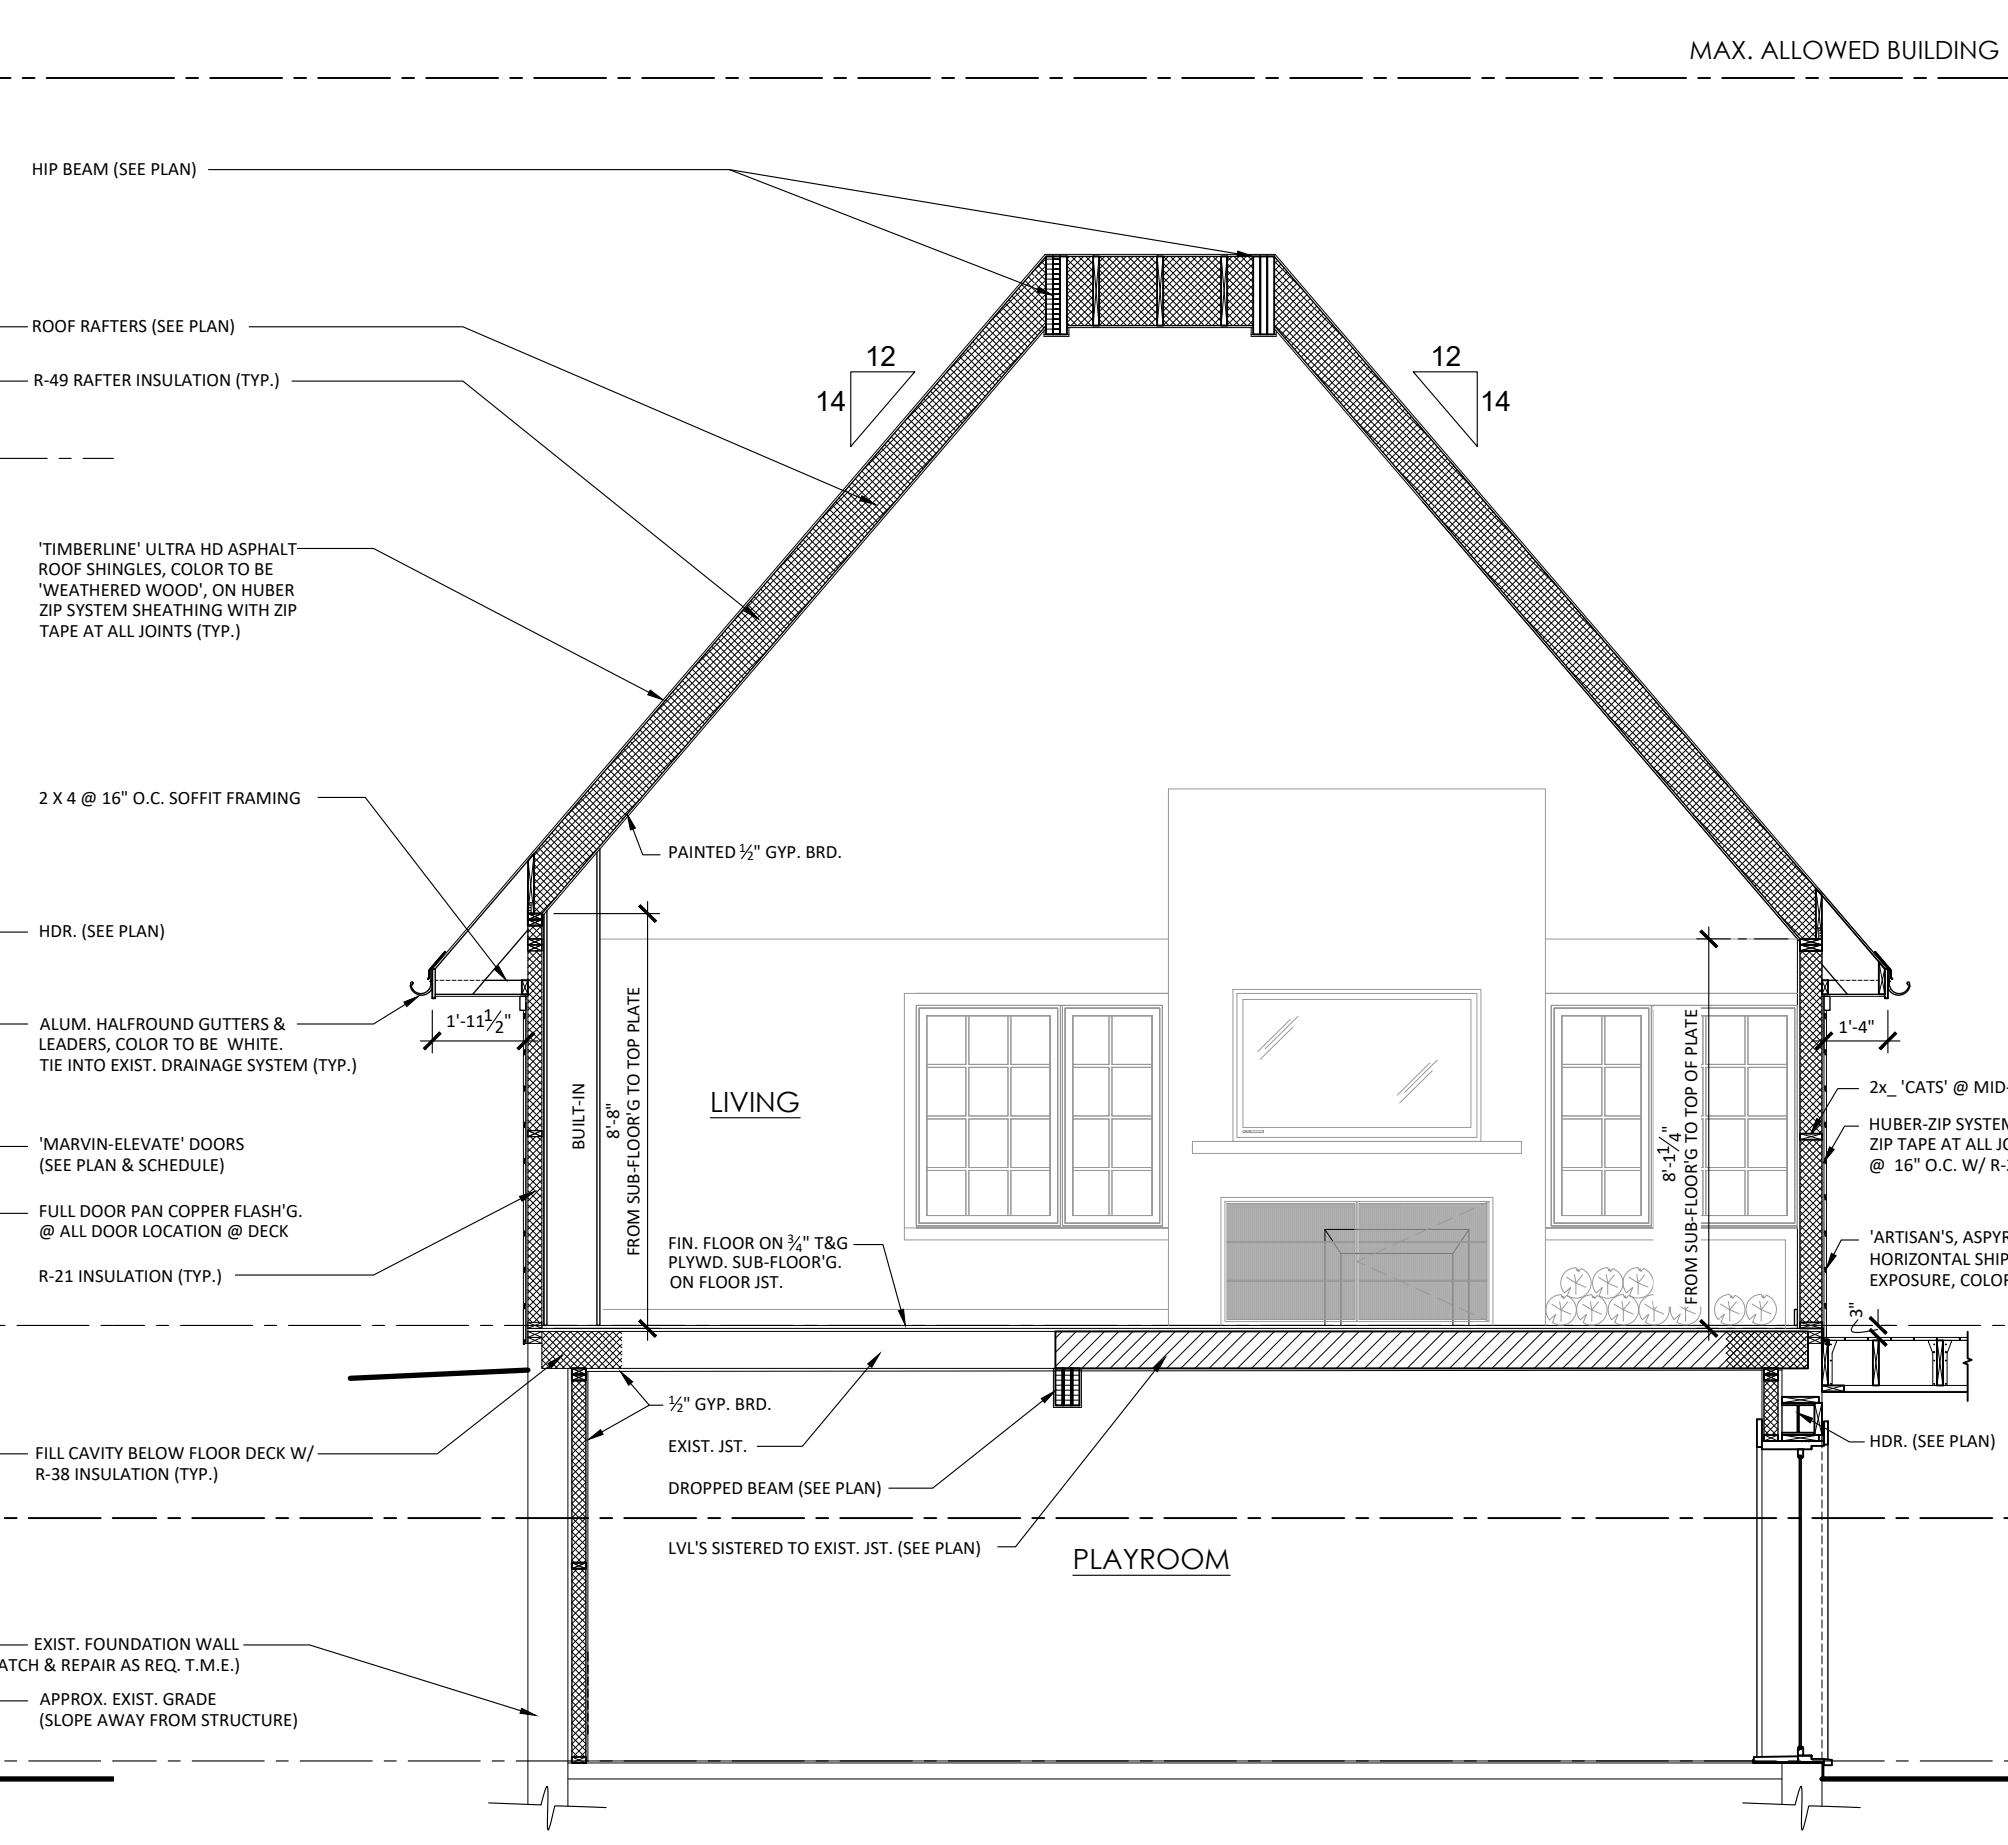 MAX. ALLOWED BUILDING
HIP BEAM (SEE PLAN)
ROOF RAFTERS (SEE PLAN)
R-49 RAFTER INSULATION (TYP.)
12
14
12
14
'TIMBERLINE' ULTRA HD ASPHALT
ROOF SHINGLES, COLOR TO BE
'WEATHERED WOOD', ON HUBER
ZIP SYSTEM SHEATHING WITH ZIP
TAPE AT ALL JOINTS (TYP.)
2 X 4 @ 16" O.C. SOFFIT FRAMING
PAINTED ½" GYP. BRD.
HDR. (SEE PLAN)
ALUM. HALFROUND GUTTERS &
LEADERS, COLOR TO BE WHITE.
TIE INTO EXIST. DRAINAGE SYSTEM (TYP.)
1'-11½"
BUILT-IN
8'-8"
FROM SUB-FLOOR'G TO TOP PLATE
LIVING
8'-1¼"
FROM SUB-FLOOR'G TO TOP OF PLATE
1'-4"
2x_ 'CATS' @ MID-
HUBER-ZIP SYSTEM
ZIP TAPE AT ALL JO
@ 16" O.C. W/ R-
'ARTISAN'S, ASPYR
HORIZONTAL SHIP
EXPOSURE, COLOR
3"
'MARVIN-ELEVATE' DOORS
(SEE PLAN & SCHEDULE)
FULL DOOR PAN COPPER FLASH'G.
@ ALL DOOR LOCATION @ DECK
R-21 INSULATION (TYP.)
FIN. FLOOR ON ¾" T&G
PLYWD. SUB-FLOOR'G.
ON FLOOR JST.
½" GYP. BRD.
EXIST. JST.
DROPPED BEAM (SEE PLAN)
LVL'S SISTERED TO EXIST. JST. (SEE PLAN)
HDR. (SEE PLAN)
FILL CAVITY BELOW FLOOR DECK W/
R-38 INSULATION (TYP.)
PLAYROOM
EXIST. FOUNDATION WALL
ATCH & REPAIR AS REQ. T.M.E.)
APPROX. EXIST. GRADE
(SLOPE AWAY FROM STRUCTURE)